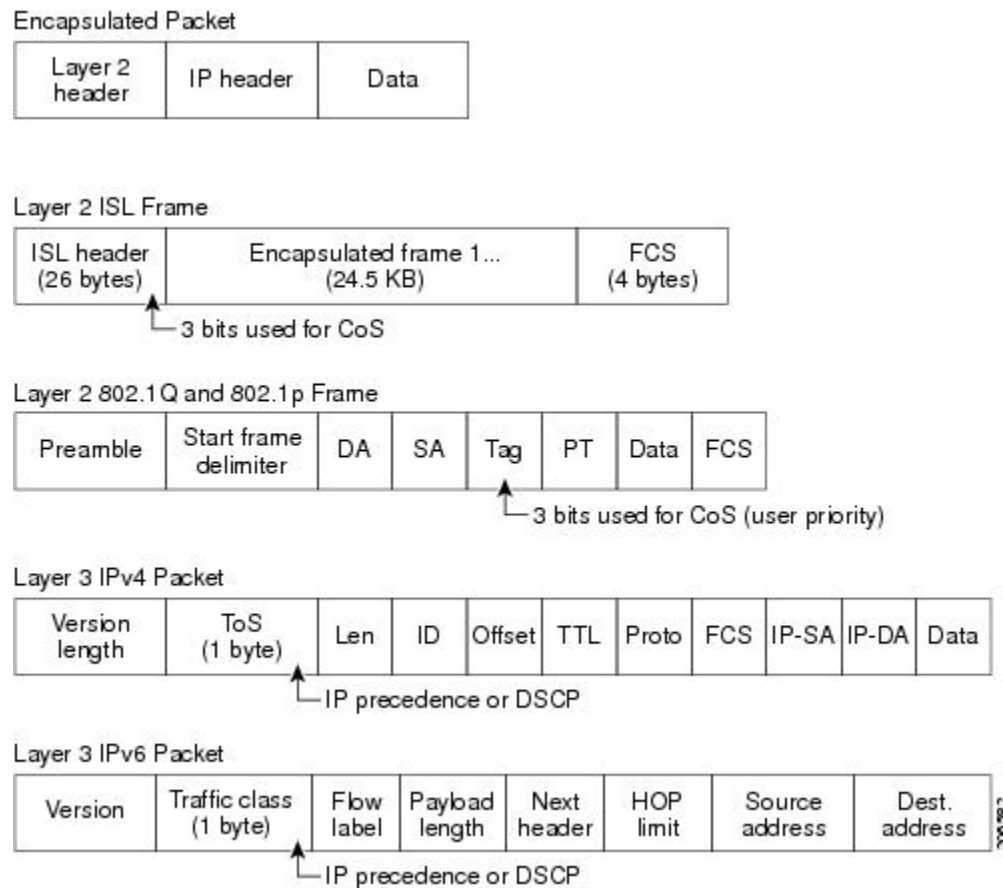 Encapsulated Packet
Layer 2 header
IP header
Data
Layer 2 ISL Frame
ISL header (26 bytes)
Encapsulated frame 1... (24.5 KB)
FCS (4 bytes)
3 bits used for CoS
Layer 2 802.1Q and 802.1p Frame
Preamble
Start frame delimiter
DA
SA
Tag
PT
Data
FCS
3 bits used for CoS (user priority)
Layer 3 IPv4 Packet
Version length
ToS (1 byte)
Len
ID
Offset
TTL
Proto
FCS
IP-SA
IP-DA
Data
IP precedence or DSCP
Layer 3 IPv6 Packet
Version
Traffic class (1 byte)
Flow label
Payload length
Next header
HOP limit
Source address
Dest. address
IP precedence or DSCP